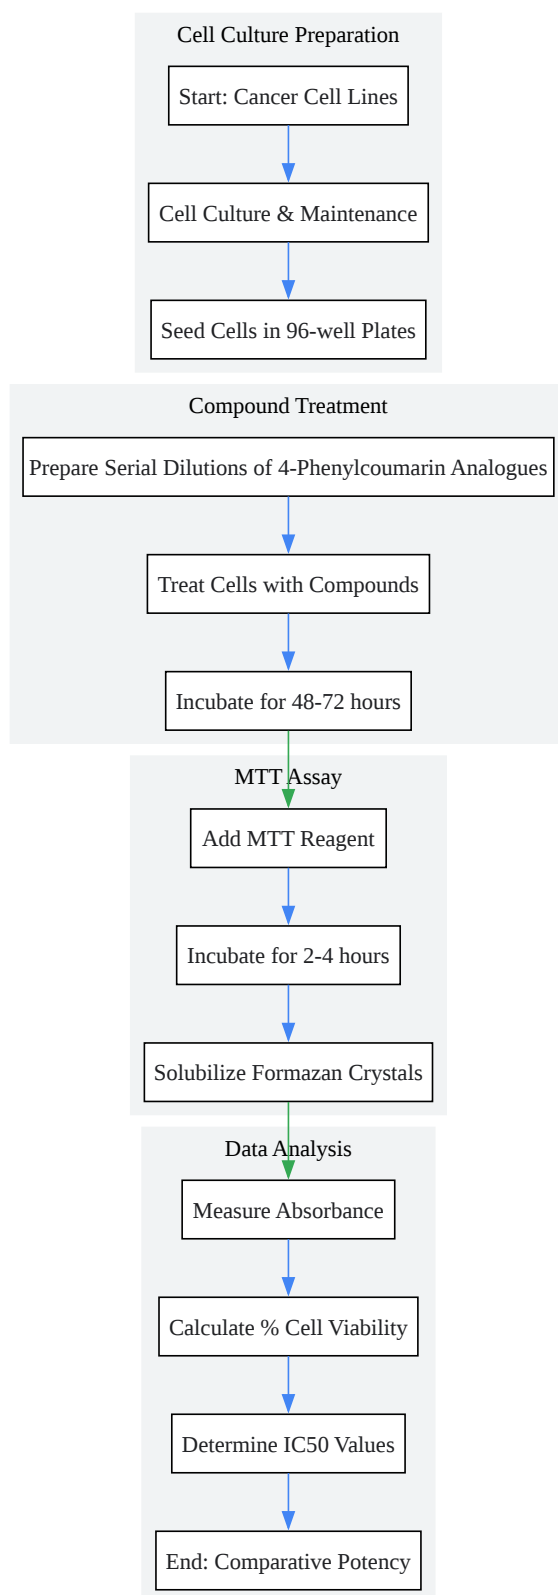 Cell Culture Preparation
Start: Cancer Cell Lines
Cell Culture & Maintenance
Seed Cells in 96-well Plates
Compound Treatment
Prepare Serial Dilutions of 4-Phenylcoumarin Analogues
Treat Cells with Compounds
Incubate for 48-72 hours
MTT Assay
Add MTT Reagent
Incubate for 2-4 hours
Solubilize Formazan Crystals
Data Analysis
Measure Absorbance
Calculate % Cell Viability
Determine IC50 Values
End: Comparative Potency